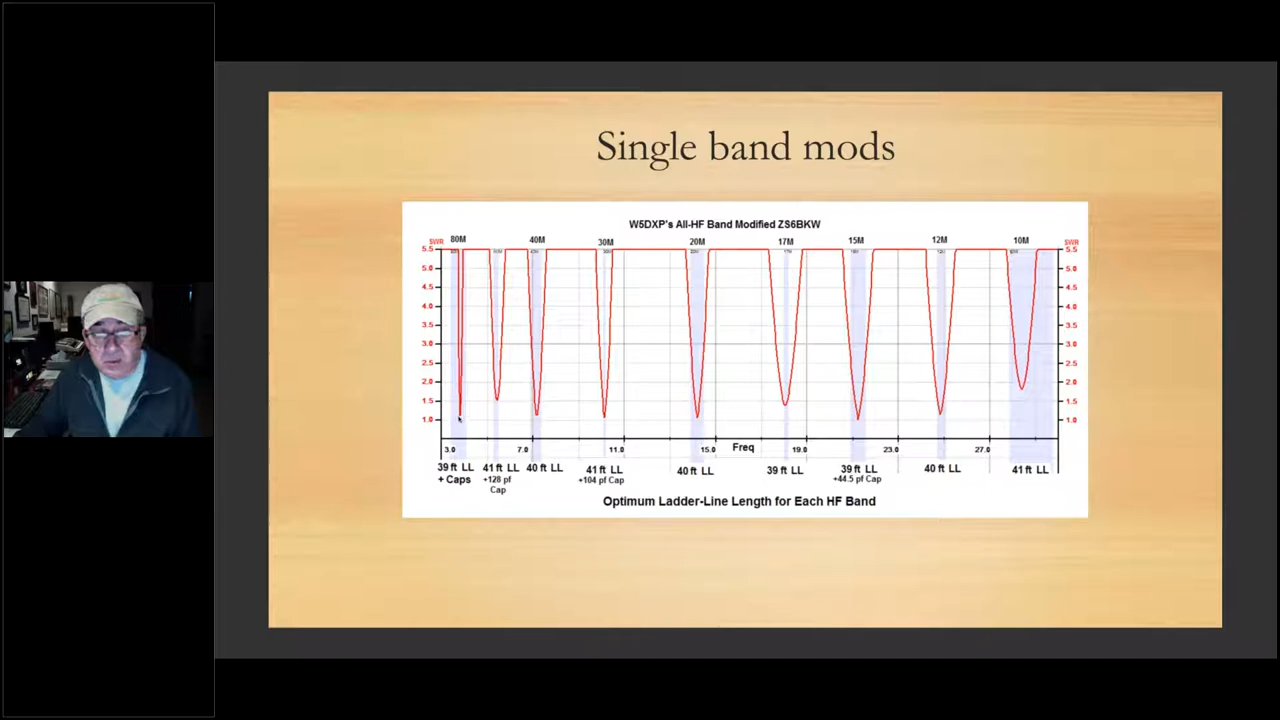 Single band mods
W5DXP's All-HF Band Modified ZS6BKW
SWR 80M 40M 30M 20M 17M 15M 12M 10M SWR
5.5 5.5
5.0 5.0
4.5 4.5
4.0 4.0
3.5 3.5
3.0 3.0
2.5 2.5
2.0 2.0
1.5 1.5
1.0 1.0
3.0 7.0 11.0 15.0 Freq 19.0 23.0 27.0
39 ft LL 41 ft LL 40 ft LL 41 ft LL 40 ft LL 39 ft LL 39 ft LL 40 ft LL 41 ft LL
+ Caps +128 pf +104 pf Cap +44.5 pf Cap
Cap
Optimum Ladder-Line Length for Each HF Band